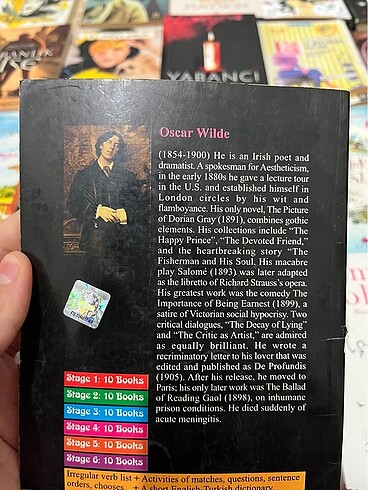 YABANCI
Oscar Wilde
(1854-1900) He is an Irish poet and
dramatist. A spokesman for Aestheticism,
in the early 1880s he gave a lecture tour
in the U.S. and established himself in
London circles by his wit and
flamboyance. His only novel, The Picture
of Dorian Gray (1891), combines gothic
elements. His collections include “The
Happy Prince”, “The Devoted Friend,”
and the heartbreaking story “The
Fisherman and His Soul, His macabre
play Salomé (1893) was later adapted
as the libretto of Richard Strauss's opera.
His greatest work was the comedy The
Importance of Being Earnest (1899), a
satire of Victorian social hypocrisy. Two
critical dialogues, “The Decay of Lying”
and “The Critic as Artist,” are admired
as equally brilliant. He wrote a
recriminatory letter to his lover that was
edited and published as De Profundis
(1905). After his release, he moved to
Paris; his only later work was The Ballad
of Reading Gaol (1898), on inhumane
prison conditions. He died suddenly of
acute meningitis.
Stage 1: 10 Books
Stage 2: 10 Books
Stage 3: 10 Books
Stage 4: 10 Books
Stage 5: 10 Books
Stage 6: 10 Books
Irregular verb list + Activities of matches, questions, sentence
orders, chooses + A short English-Turkish dictionary